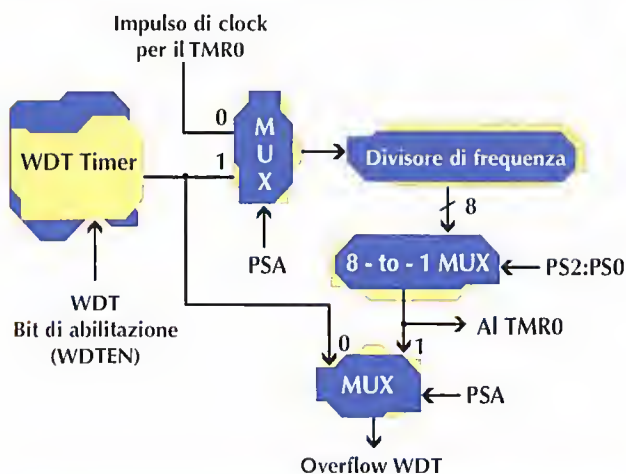 Impulso di clock
per il TMR0
0
MUX
WDT Timer
1
Divisore di frequenza
8
PSA
8 - to - 1 MUX
PS2:PS0
WDT
Bit di abilitazione
(WDTEN)
Al TMR0
0
1
MUX
PSA
Overflow WDT